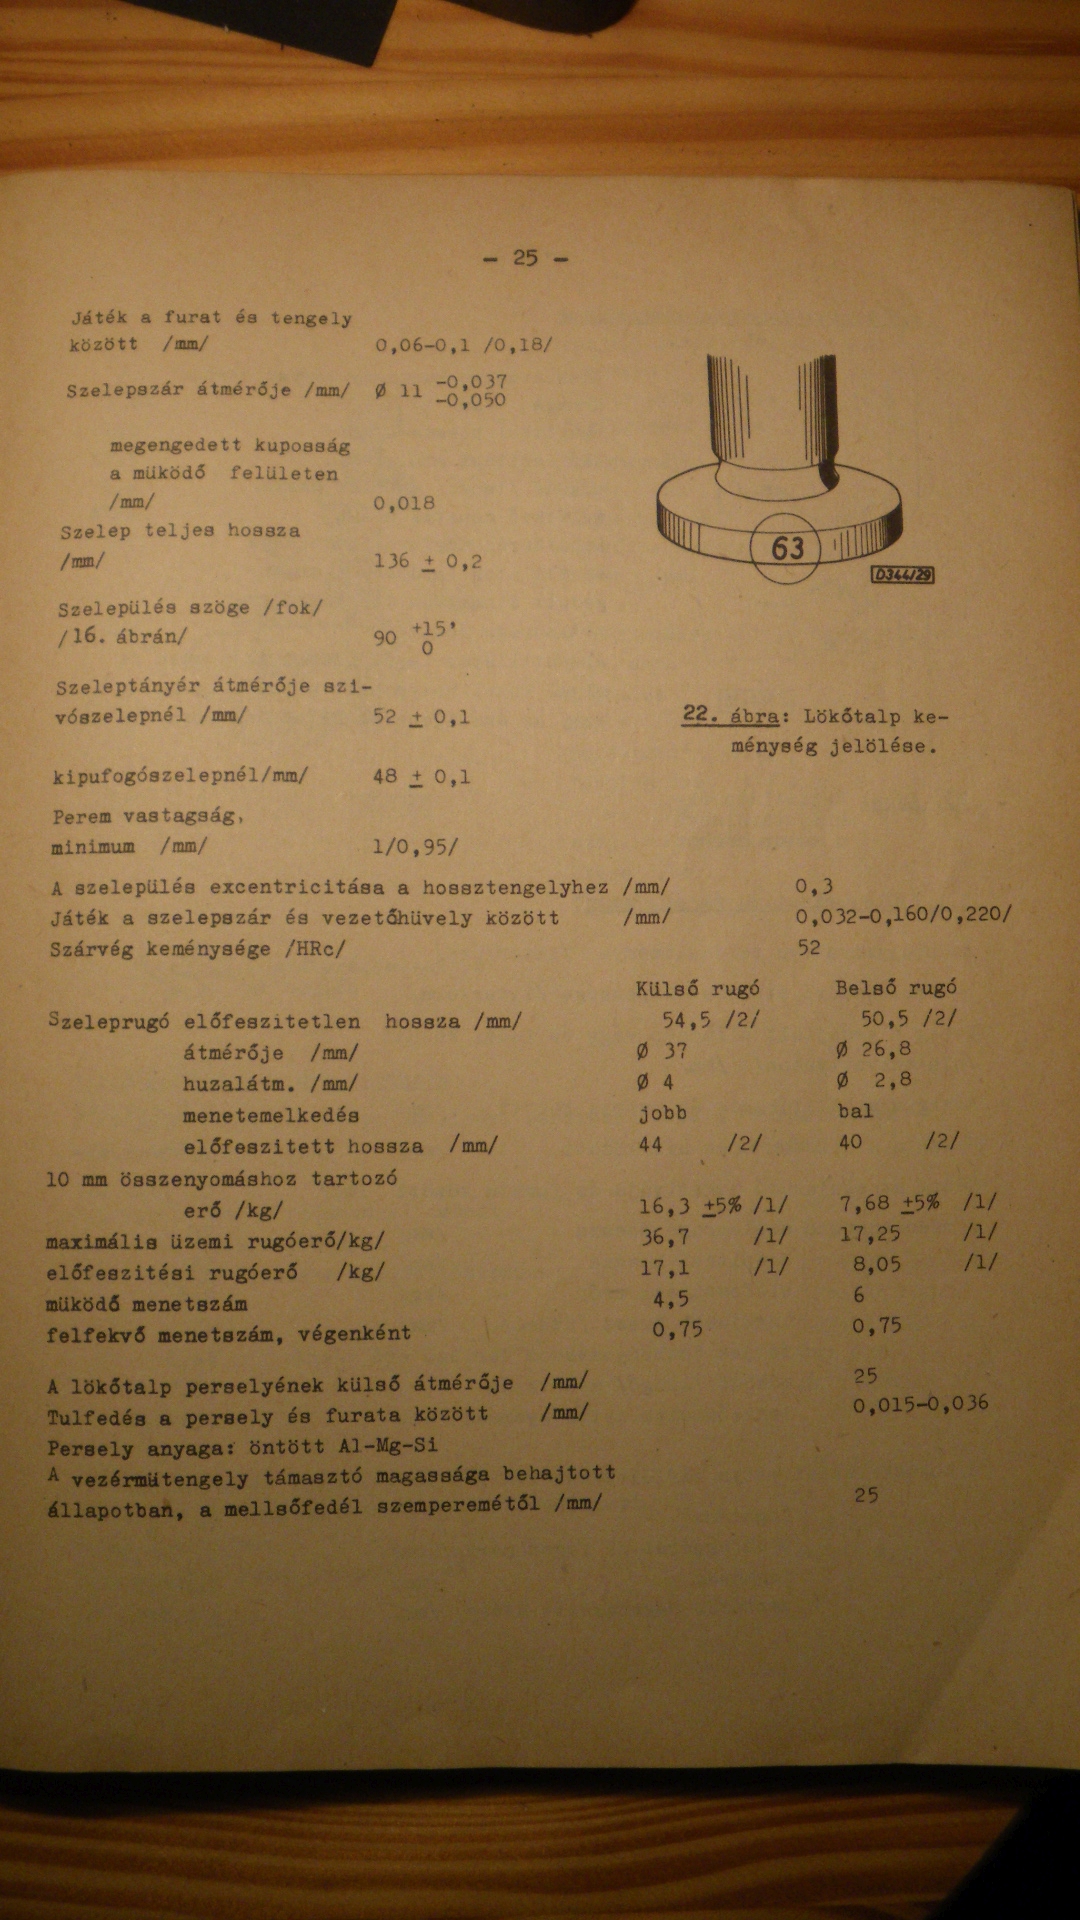 - 25 -
Játék a furat és tengely
között /mm/ 0,06-0,1 /0,18/
Szelepszár átmérője /mm/ Ø 11 -0,037
-0,050
megengedett kuposság
a müködő felületen
/mm/ 0,018
Szelep teljes hossza
/mm/ 136 ± 0,2
Szelepülés szöge /fok/
/16. ábrán/ 90 +15'
0
Szeleptányér átmérője szi-
vószelepnél /mm/ 52 ± 0,1
kipufogószelepnél/mm/ 48 ± 0,1
Perem vastagság,
minimum /mm/ 1/0,95/
63
D344/29
22. ábra: Lökőtalp ke-
ménység jelölése.
A szelepülés excentricitása a hossztengelyhez /mm/ 0,3
Játék a szelepszár és vezetőhüvely között /mm/ 0,032-0,160/0,220/
Szárvég keménysége /HRc/ 52
Külső rugó Belső rugó
Szeleprugó előfeszitetlen hossza /mm/ 54,5 /2/ 50,5 /2/
átmérője /mm/ Ø 37 Ø 26,8
huzalátm. /mm/ Ø 4 Ø 2,8
menetemelkedés jobb bal
előfeszitett hossza /mm/ 44 /2/ 40 /2/
10 mm összenyomáshoz tartozó
erő /kg/ 16,3 ±5% /1/ 7,68 ±5% /1/
maximális üzemi rugóerő/kg/ 36,7 /1/ 17,25 /1/
előfeszitési rugóerő /kg/ 17,1 /1/ 8,05 /1/
müködő menetszám 4,5 6
felfekvő menetszám, végenként 0,75 0,75
A lökőtalp perselyének külső átmérője /mm/ 25
Tulfedés a persely és furata között /mm/ 0,015-0,036
Persely anyaga: öntött Al-Mg-Si
A vezérmütengely támasztó magassága behajtott
állapotban, a mellsőfedél szemperemétől /mm/ 25